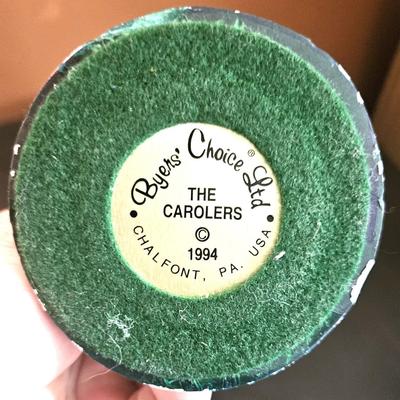 Byers' Choice® Ltd
THE
CAROLERS
©
1994
• CHALFONT, PA. USA •